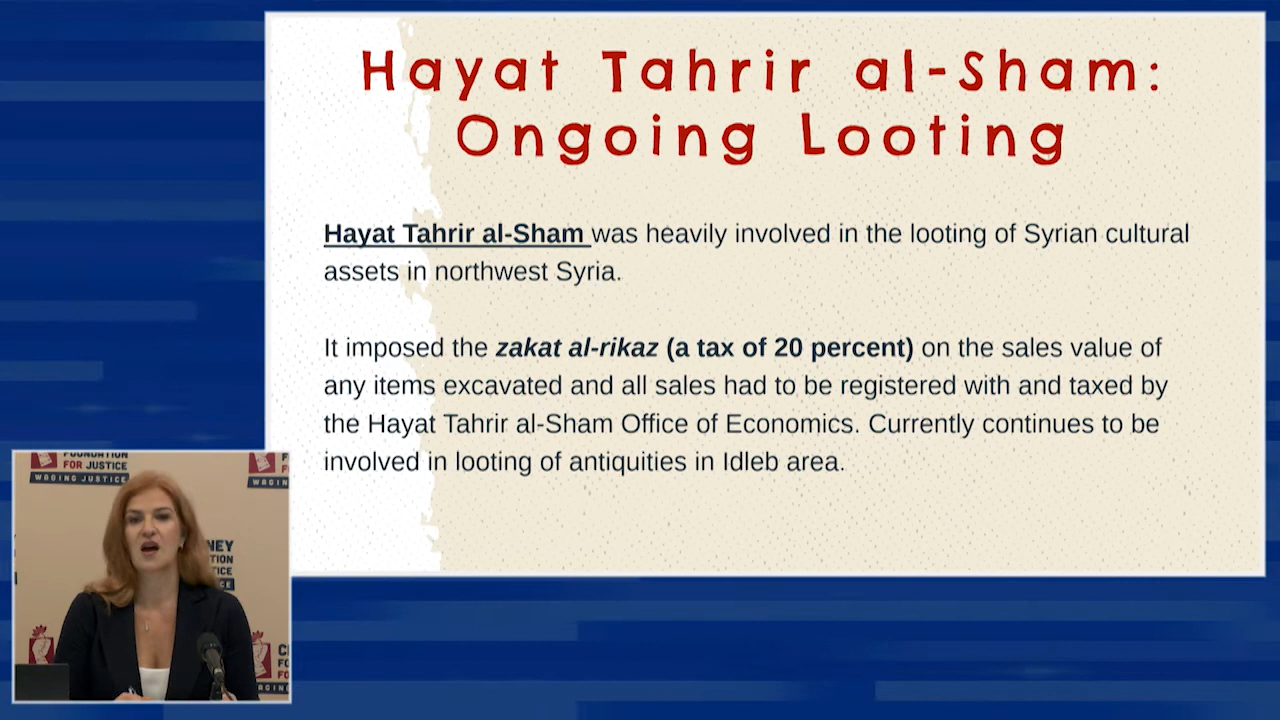 Hayat Tahrir al-Sham:
Ongoing Looting
Hayat Tahrir al-Sham was heavily involved in the looting of Syrian cultural
assets in northwest Syria.
It imposed the zakat al-rikaz (a tax of 20 percent) on the sales value of
any items excavated and all sales had to be registered with and taxed by
the Hayat Tahrir al-Sham Office of Economics. Currently continues to be
involved in looting of antiquities in Idleb area.
FOUNDATION
FOR JUSTICE
WAGING JUSTICE